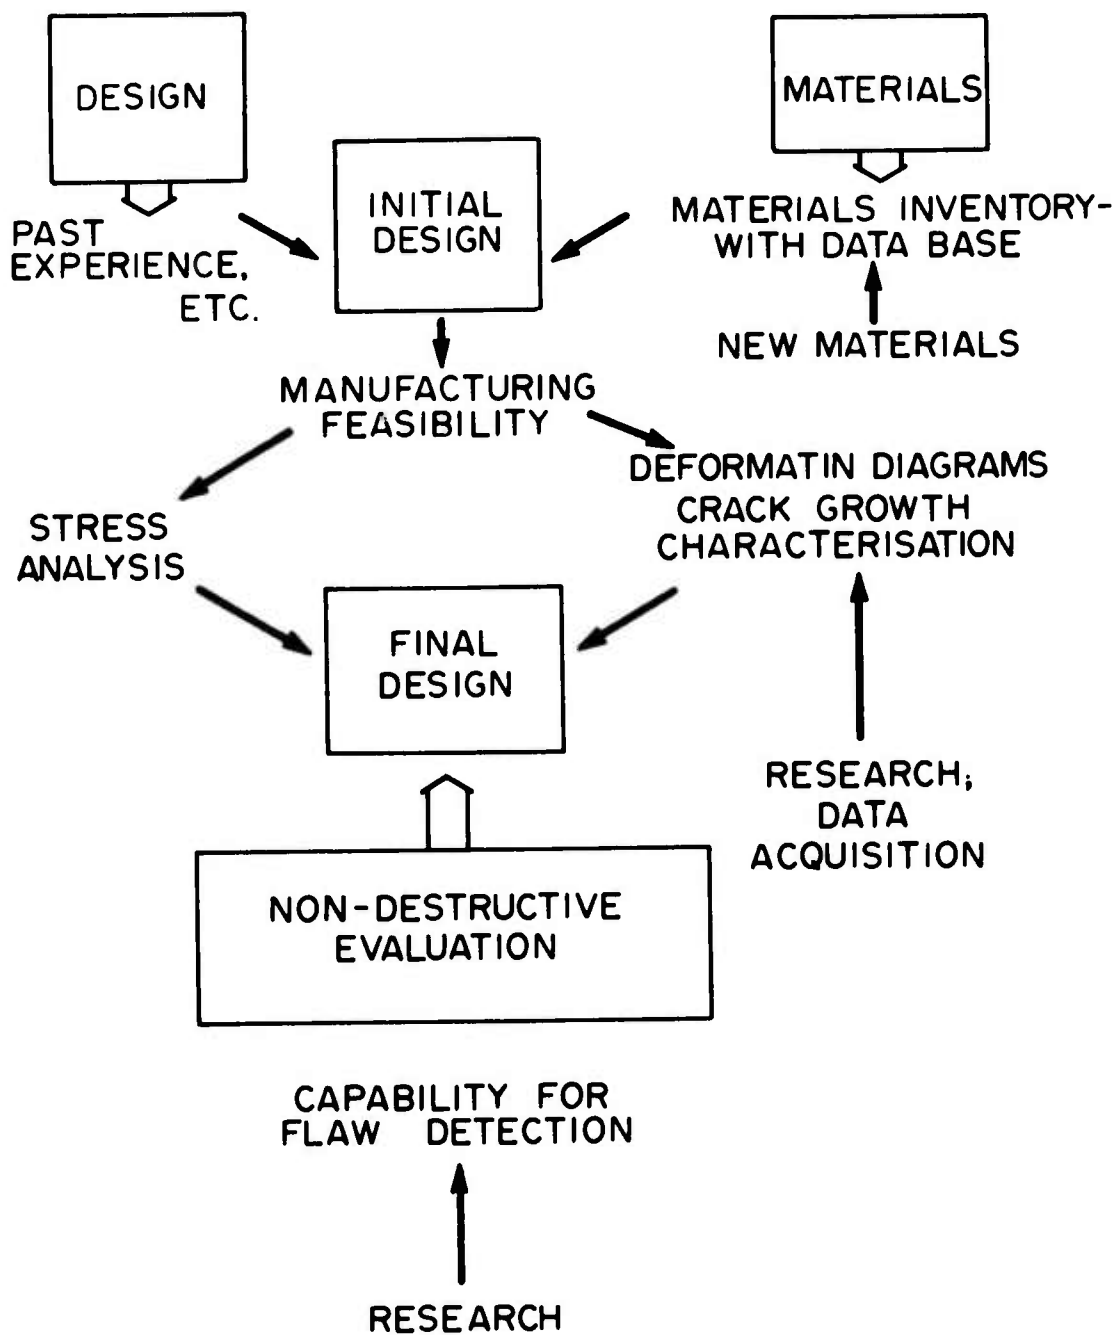 DESIGN
MATERIALS
INITIAL
DESIGN
PAST
EXPERIENCE,
ETC.
MATERIALS INVENTORY-
WITH DATA BASE
NEW MATERIALS
MANUFACTURING
FEASIBILITY
DEFORMATIN DIAGRAMS
CRACK GROWTH
CHARACTERISATION
STRESS
ANALYSIS
FINAL
DESIGN
RESEARCH;
DATA
ACQUISITION
NON-DESTRUCTIVE
EVALUATION
CAPABILITY FOR
FLAW DETECTION
RESEARCH